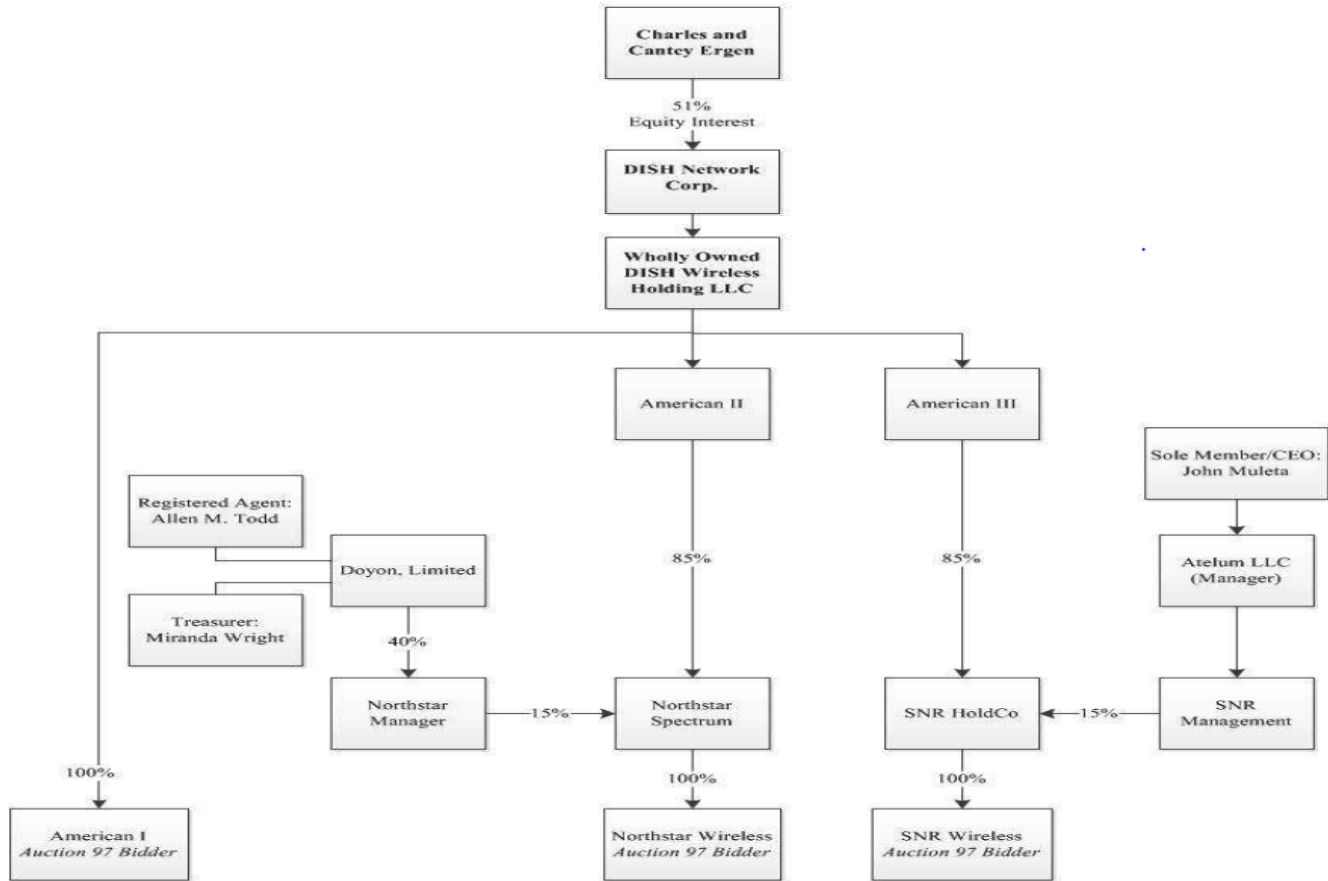 Charles and
Cantey Ergen
51%
Equity Interest
DISH Network
Corp.
Wholly Owned
DISH Wireless
Holding LLC
American II
American III
Sole Member/CEO:
John Muleta
Registered Agent:
Allen M. Todd
Doyon, Limited
85%
85%
Atelum LLC
(Manager)
Treasurer:
Miranda Wright
40%
Northstar
Manager
15%
Northstar
Spectrum
SNR HoldCo
15%
SNR
Management
100%
100%
100%
American I
Auction 97 Bidder
Northstar Wireless
Auction 97 Bidder
SNR Wireless
Auction 97 Bidder